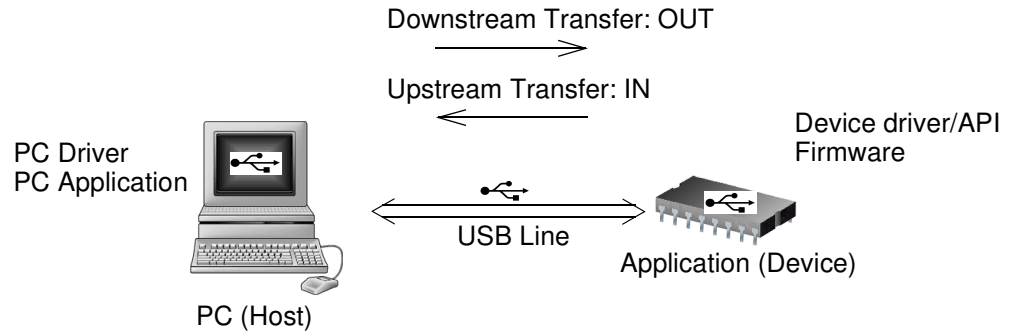 Downstream Transfer: OUT
Upstream Transfer: IN
Device driver/API
Firmware
PC Driver
PC Application
USB Line
Application (Device)
PC (Host)